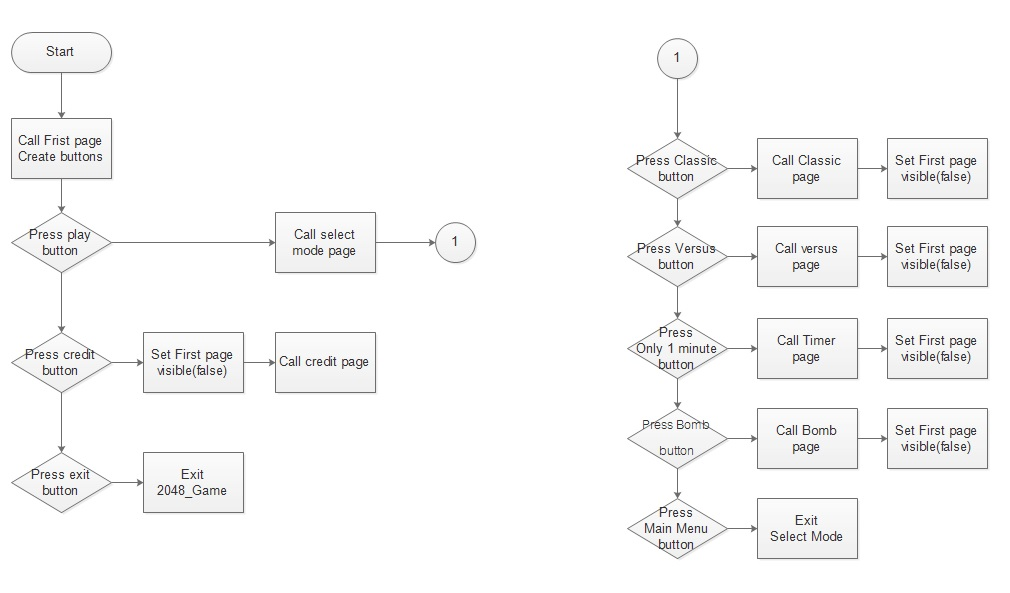 Start
Call Frist page
Create buttons
Press play
button
Call select
mode page
1
Press credit
button
Set First page
visible(false)
Call credit page
Press exit
button
Exit
2048_Game
1
Press Classic
button
Call Classic
page
Set First page
visible(false)
Press Versus
button
Call versus
page
Set First page
visible(false)
Press
Only 1 minute
button
Call Timer
page
Set First page
visible(false)
Press Bomb
button
Call Bomb
page
Set First page
visible(false)
Press
Main Menu
button
Exit
Select Mode